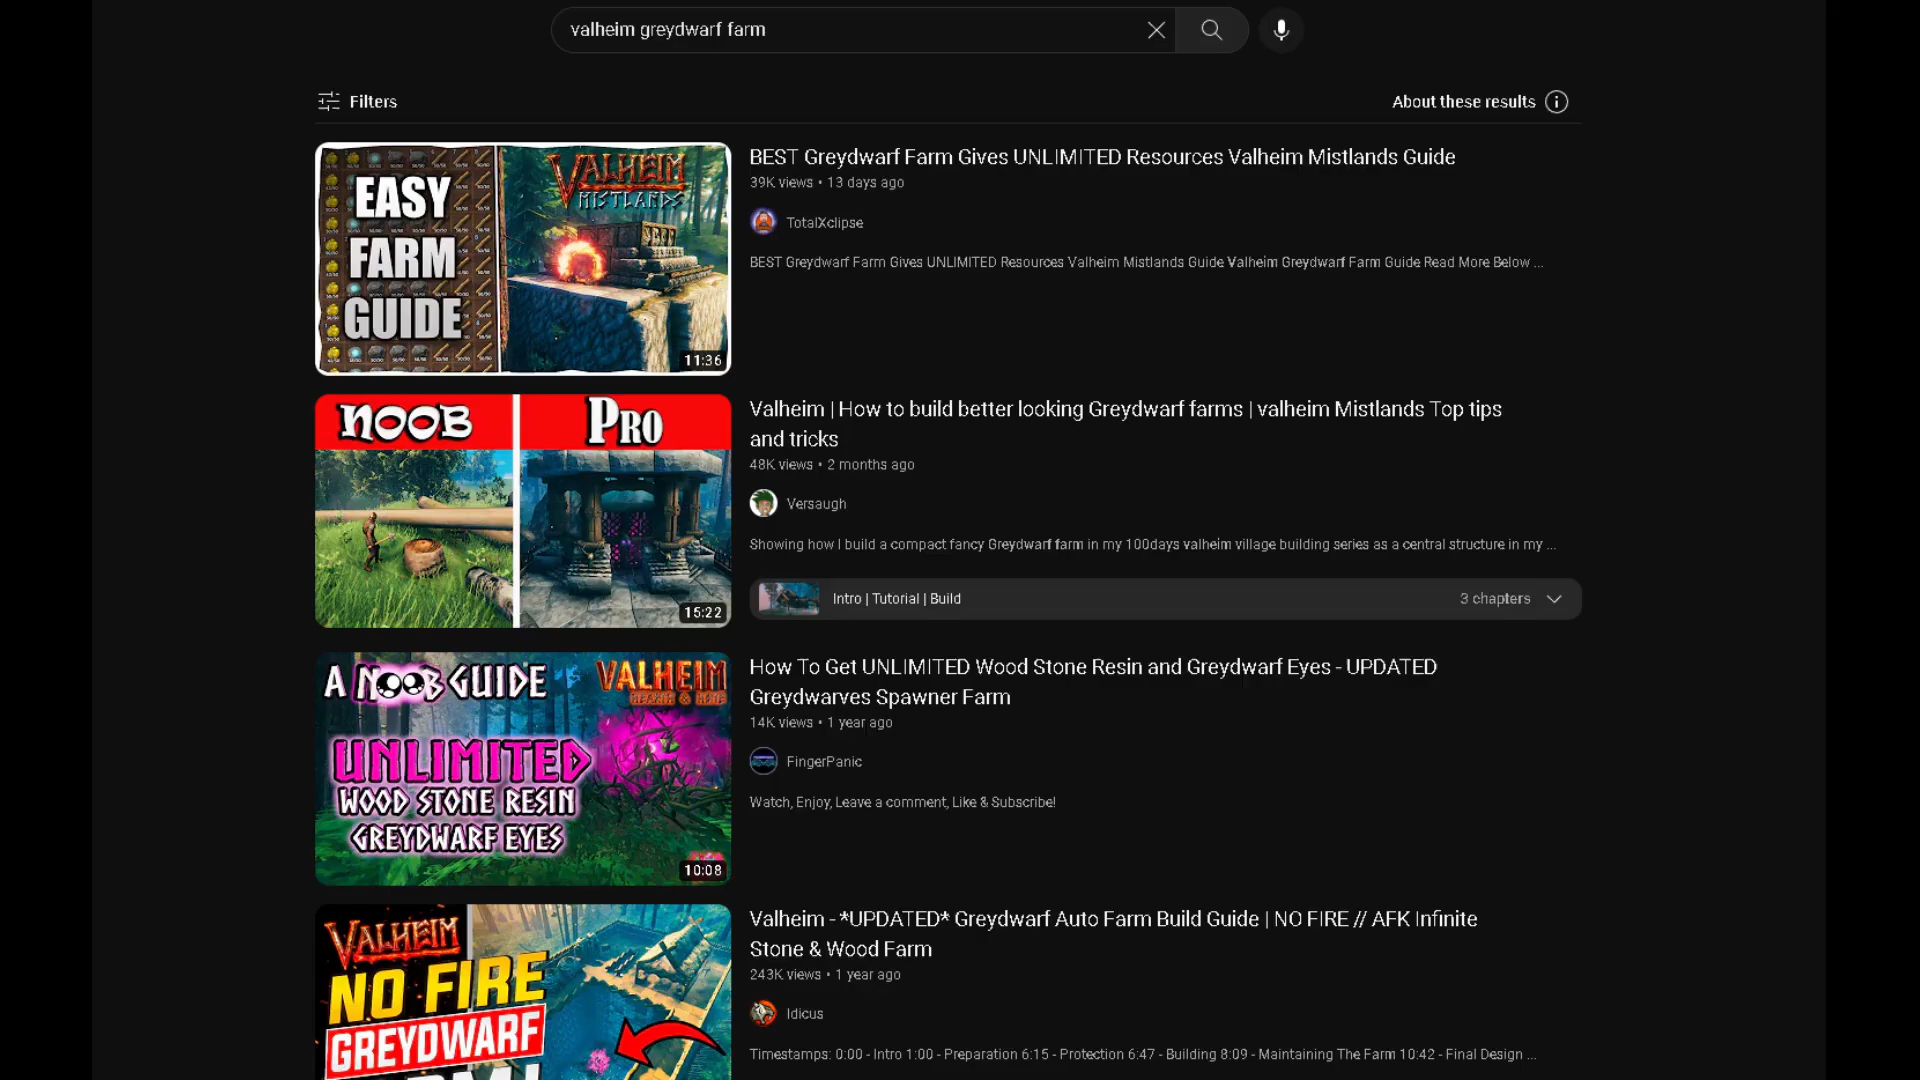 valheim greydwarf farm
Filters
About these results
EASY
FARM
GUIDE
VALHEIM
MISTLANDS
11:36
BEST Greydwarf Farm Gives UNLIMITED Resources Valheim Mistlands Guide
39K views • 13 days ago
TotalXclipse
BEST Greydwarf Farm Gives UNLIMITED Resources Valheim Mistlands Guide Valheim Greydwarf Farm Guide Read More Below ...
NOOB
PRO
15:22
Valheim | How to build better looking Greydwarf farms | valheim Mistlands Top tips
and tricks
48K views • 2 months ago
Versaugh
Showing how I build a compact fancy Greydwarf farm in my 100days valheim village building series as a central structure in my ...
Intro | Tutorial | Build
3 chapters
A NOOB GUIDE
VALHEIM
HEARTH & HOME
UNLIMITED
WOOD STONE RESIN
GREYDWARF EYES
10:08
How To Get UNLIMITED Wood Stone Resin and Greydwarf Eyes - UPDATED
Greydwarves Spawner Farm
14K views • 1 year ago
FingerPanic
Watch, Enjoy, Leave a comment, Like & Subscribe!
VALHEIM
NO FIRE
GREYDWARF
Valheim - *UPDATED* Greydwarf Auto Farm Build Guide | NO FIRE // AFK Infinite
Stone & Wood Farm
243K views • 1 year ago
Idicus
Timestamps: 0:00 - Intro 1:00 - Preparation 6:15 - Protection 6:47 - Building 8:09 - Maintaining The Farm 10:42 - Final Design ...